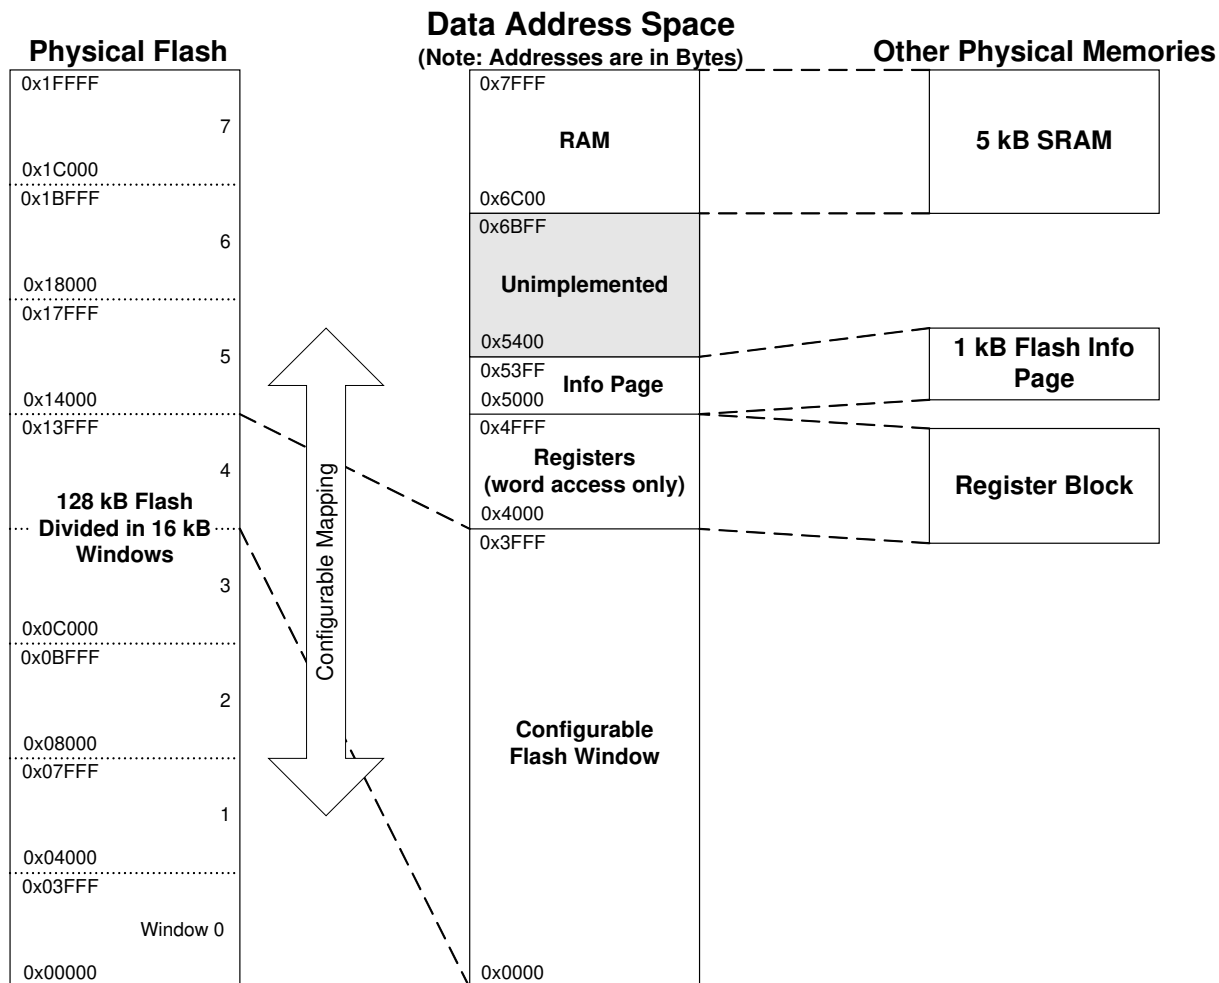 Physical Flash
0x1FFFF
7
0x1C000
0x1BFFF
6
0x18000
0x17FFF
5
0x14000
0x13FFF
4
128 kB Flash
Divided in 16 kB
Windows
3
0x0C000
0x0BFFF
2
0x08000
0x07FFF
1
0x04000
0x03FFF
Window 0
0x00000
Configurable Mapping
Data Address Space
(Note: Addresses are in Bytes)
0x7FFF
RAM
0x6C00
0x6BFF
Unimplemented
0x5400
0x53FF
Info Page
0x5000
0x4FFF
Registers
(word access only)
0x4000
0x3FFF
Configurable
Flash Window
0x0000
Other Physical Memories
5 kB SRAM
1 kB Flash Info
Page
Register Block